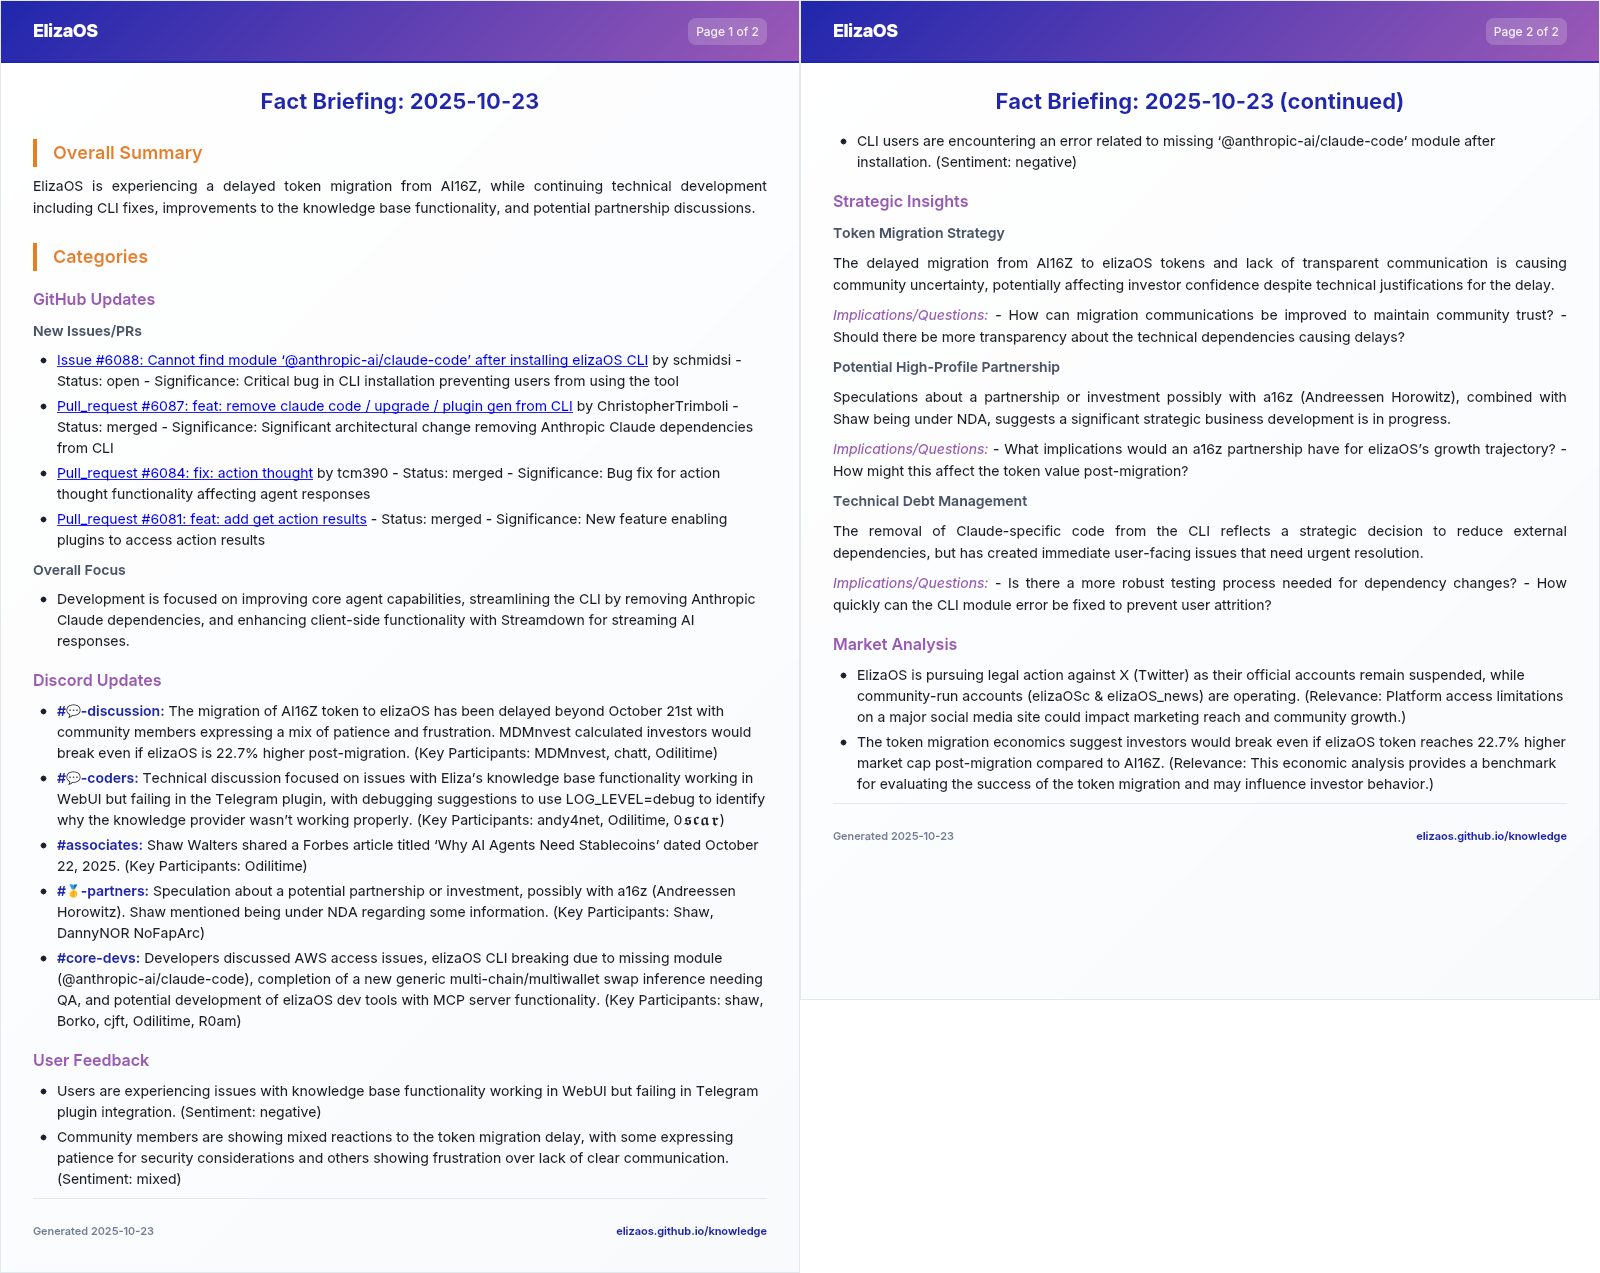 ElizaOS
Page 1 of 2
Fact Briefing: 2025-10-23
Overall Summary
ElizaOS is experiencing a delayed token migration from AI16Z, while continuing technical development
including CLI fixes, improvements to the knowledge base functionality, and potential partnership discussions.
Categories
GitHub Updates
New Issues/PRs
• Issue #6088: Cannot find module ‘@anthropic-ai/claude-code’ after installing elizaOS CLI by schmidsi -
Status: open - Significance: Critical bug in CLI installation preventing users from using the tool
• Pull_request #6087: feat: remove claude code / upgrade / plugin gen from CLI by ChristopherTrimboli -
Status: merged - Significance: Significant architectural change removing Anthropic Claude dependencies
from CLI
• Pull_request #6084: fix: action thought by tcm390 - Status: merged - Significance: Bug fix for action
thought functionality affecting agent responses
• Pull_request #6081: feat: add get action results - Status: merged - Significance: New feature enabling
plugins to access action results
Overall Focus
• Development is focused on improving core agent capabilities, streamlining the CLI by removing Anthropic
Claude dependencies, and enhancing client-side functionality with Streamdown for streaming AI
responses.
Discord Updates
• #💬-discussion: The migration of AI16Z token to elizaOS has been delayed beyond October 21st with
community members expressing a mix of patience and frustration. MDMnvest calculated investors would
break even if elizaOS is 22.7% higher post-migration. (Key Participants: MDMnvest, chatt, Odilitime)
• #💬-coders: Technical discussion focused on issues with Eliza’s knowledge base functionality working in
WebUI but failing in the Telegram plugin, with debugging suggestions to use LOG_LEVEL=debug to identify
why the knowledge provider wasn’t working properly. (Key Participants: andy4net, Odilitime, 0𝖘𝖈𝖆𝖗)
• #associates: Shaw Walters shared a Forbes article titled ‘Why AI Agents Need Stablecoins’ dated October
22, 2025. (Key Participants: Odilitime)
• #🥇-partners: Speculation about a potential partnership or investment, possibly with a16z (Andreessen
Horowitz). Shaw mentioned being under NDA regarding some information. (Key Participants: Shaw,
DannyNOR NoFapArc)
• #core-devs: Developers discussed AWS access issues, elizaOS CLI breaking due to missing module
(@anthropic-ai/claude-code), completion of a new generic multi-chain/multiwallet swap inference needing
QA, and potential development of elizaOS dev tools with MCP server functionality. (Key Participants: shaw,
Borko, cjft, Odilitime, R0am)
User Feedback
• Users are experiencing issues with knowledge base functionality working in WebUI but failing in Telegram
plugin integration. (Sentiment: negative)
• Community members are showing mixed reactions to the token migration delay, with some expressing
patience for security considerations and others showing frustration over lack of clear communication.
(Sentiment: mixed)
Generated 2025-10-23
elizaos.github.io/knowledge
ElizaOS
Page 2 of 2
Fact Briefing: 2025-10-23 (continued)
• CLI users are encountering an error related to missing ‘@anthropic-ai/claude-code’ module after
installation. (Sentiment: negative)
Strategic Insights
Token Migration Strategy
The delayed migration from AI16Z to elizaOS tokens and lack of transparent communication is causing
community uncertainty, potentially affecting investor confidence despite technical justifications for the delay.
Implications/Questions: - How can migration communications be improved to maintain community trust? -
Should there be more transparency about the technical dependencies causing delays?
Potential High-Profile Partnership
Speculations about a partnership or investment possibly with a16z (Andreessen Horowitz), combined with
Shaw being under NDA, suggests a significant strategic business development is in progress.
Implications/Questions: - What implications would an a16z partnership have for elizaOS’s growth trajectory? -
How might this affect the token value post-migration?
Technical Debt Management
The removal of Claude-specific code from the CLI reflects a strategic decision to reduce external
dependencies, but has created immediate user-facing issues that need urgent resolution.
Implications/Questions: - Is there a more robust testing process needed for dependency changes? - How
quickly can the CLI module error be fixed to prevent user attrition?
Market Analysis
• ElizaOS is pursuing legal action against X (Twitter) as their official accounts remain suspended, while
community-run accounts (elizaOSc & elizaOS_news) are operating. (Relevance: Platform access limitations
on a major social media site could impact marketing reach and community growth.)
• The token migration economics suggest investors would break even if elizaOS token reaches 22.7% higher
market cap post-migration compared to AI16Z. (Relevance: This economic analysis provides a benchmark
for evaluating the success of the token migration and may influence investor behavior.)
Generated 2025-10-23
elizaos.github.io/knowledge